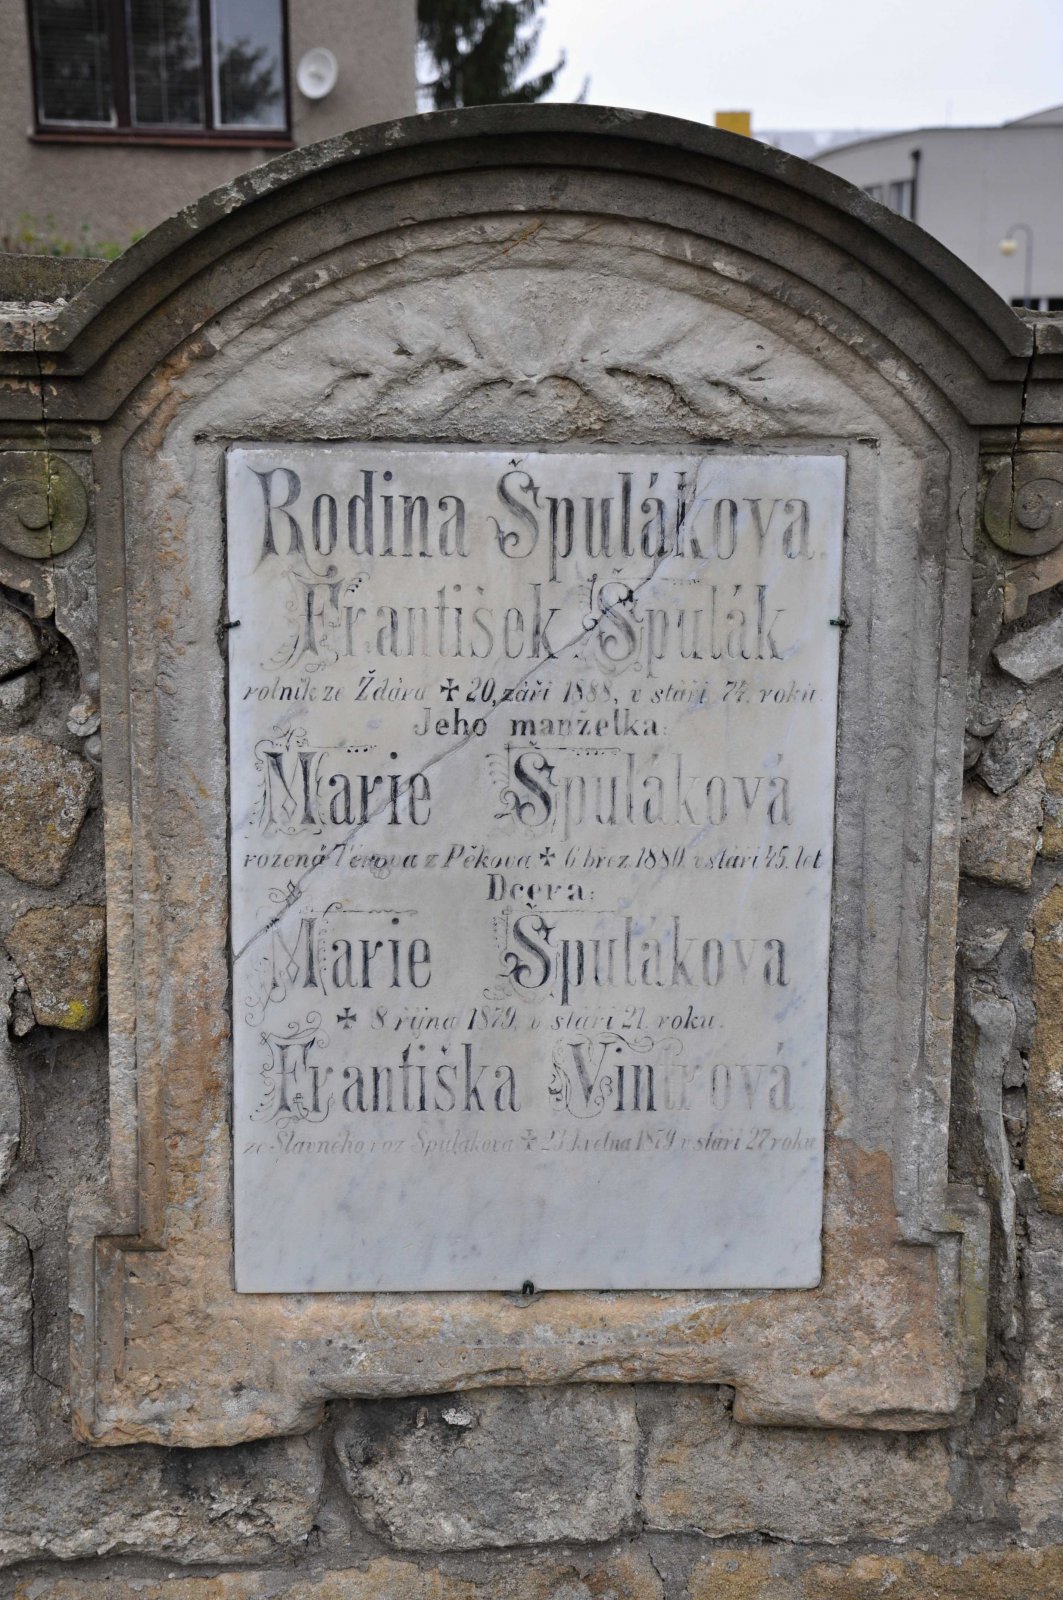 Rodina Špulákova.
František Špulák
rolník ze Ždáru ✝ 20, září 1888, v stáří 74. roků.
Jeho manželka:
Marie Špuláková
rozená z Pěkova ✝ 6. břez. 1880. v stáří 45. let
Dcera:
Marie Špulákova
✝ 8 října 1879, v stáří 21. roku.
Františka Vintrová.
ze Slavného roz Špulákova ✝ 23 května 1879 v stáří 27 roku